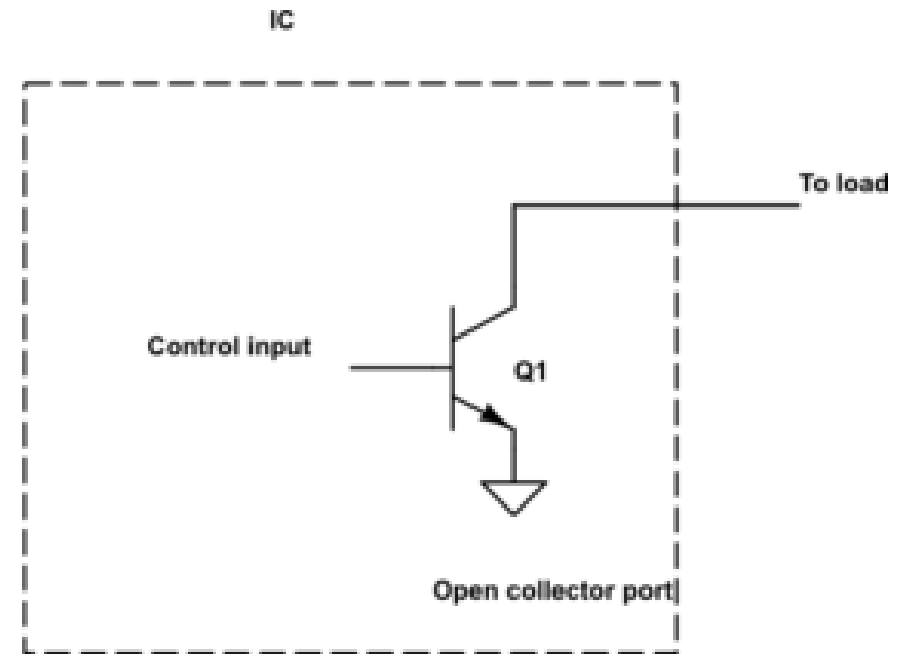 IC
To load
Control input
Q1
Open collector port